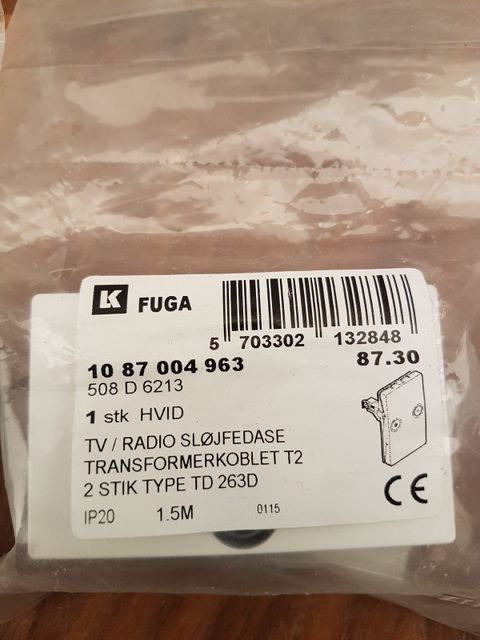 LK FUGA
5 703302 132848
10 87 004 963 87.30
508 D 6213
1 stk HVID
TV / RADIO SLØJFEDASE
TRANSFORMERKOBLET T2
2 STIK TYPE TD 263D
IP20 1.5M 0115
CE